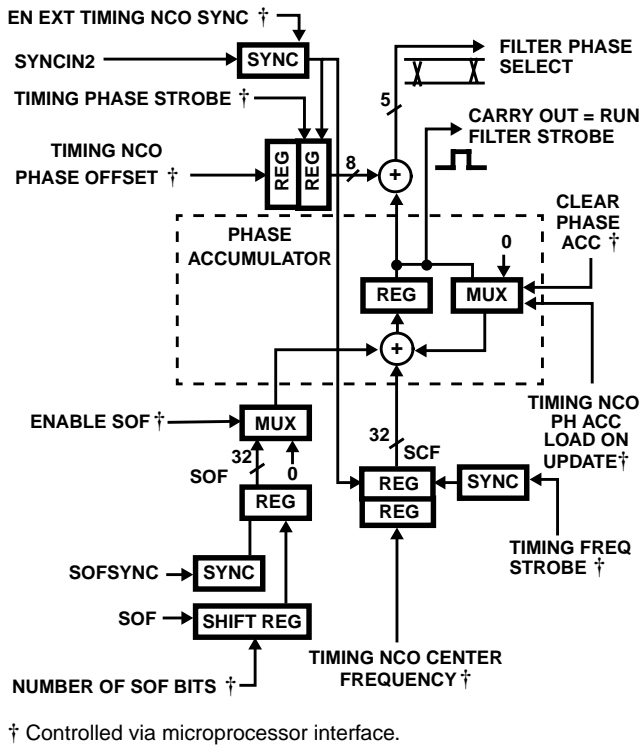 EN EXT TIMING NCO SYNC †
SYNCIN2
SYNC
TIMING PHASE STROBE †
TIMING NCO
PHASE OFFSET †
REG
REG
8
5
+
FILTER PHASE
SELECT
CARRY OUT = RUN
FILTER STROBE
CLEAR
PHASE
ACC †
PHASE
ACCUMULATOR
0
REG
MUX
+
TIMING NCO
PH ACC
LOAD ON
UPDATE †
ENABLE SOF †
MUX
32
SOF
0
REG
32
SCF
REG
REG
SYNC
TIMING FREQ
STROBE †
SOFSYNC
SYNC
SOF
SHIFT REG
NUMBER OF SOF BITS †
TIMING NCO CENTER
FREQUENCY †
† Controlled via microprocessor interface.